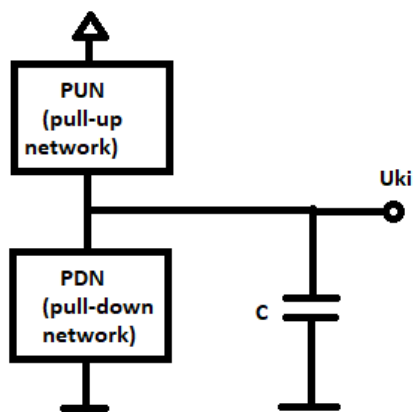 PUN
(pull-up
network)
Uki
PDN
(pull-down
network)
C